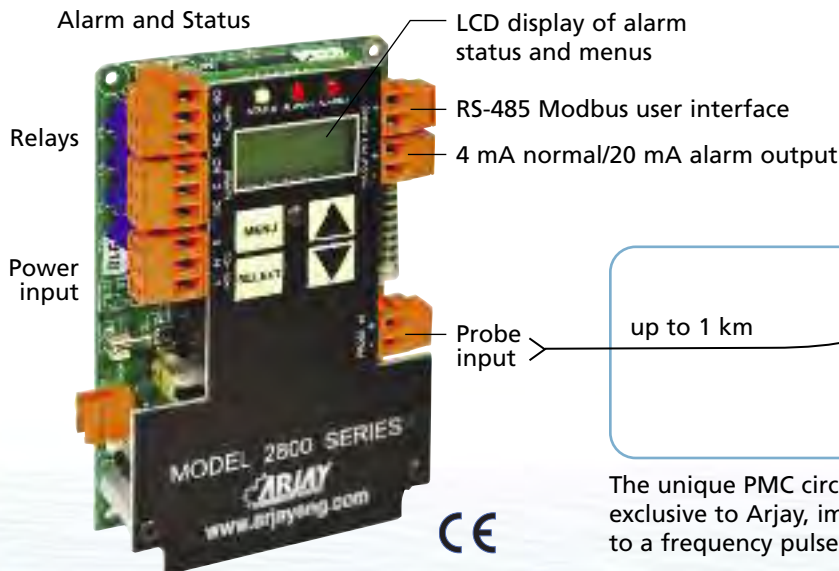 Alarm and Status
LCD display of alarm
status and menus
RS-485 Modbus user interface
4 mA normal/20 mA alarm output
Relays
Power
input
Probe
input
up to 1 km
MENU
SELECT
MODEL 2800 SERIES
ARJAY
www.arjayeng.com
CE
The unique PMC circ
exclusive to Arjay, im
to a frequency pulse